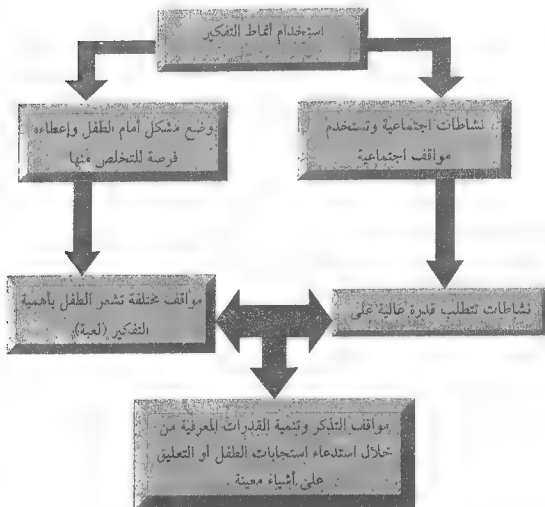 استخدام أنماط التفكير
نشاطات اجتماعية وتستخدم
مواقف اجتماعية
وضع مشكل أمام الطفل وإعطاءه
فرصة للتخلص منها
نشاطات تتطلب قدرة عالية على
مواقف مختلفة تشعر الطفل بأهمية
التفكير (لعبة).
مواقف التذكر وتنمية القدرات المعرفية من
خلال استدعاء استجابات الطفل أو التعليق
على أشياء معينة .